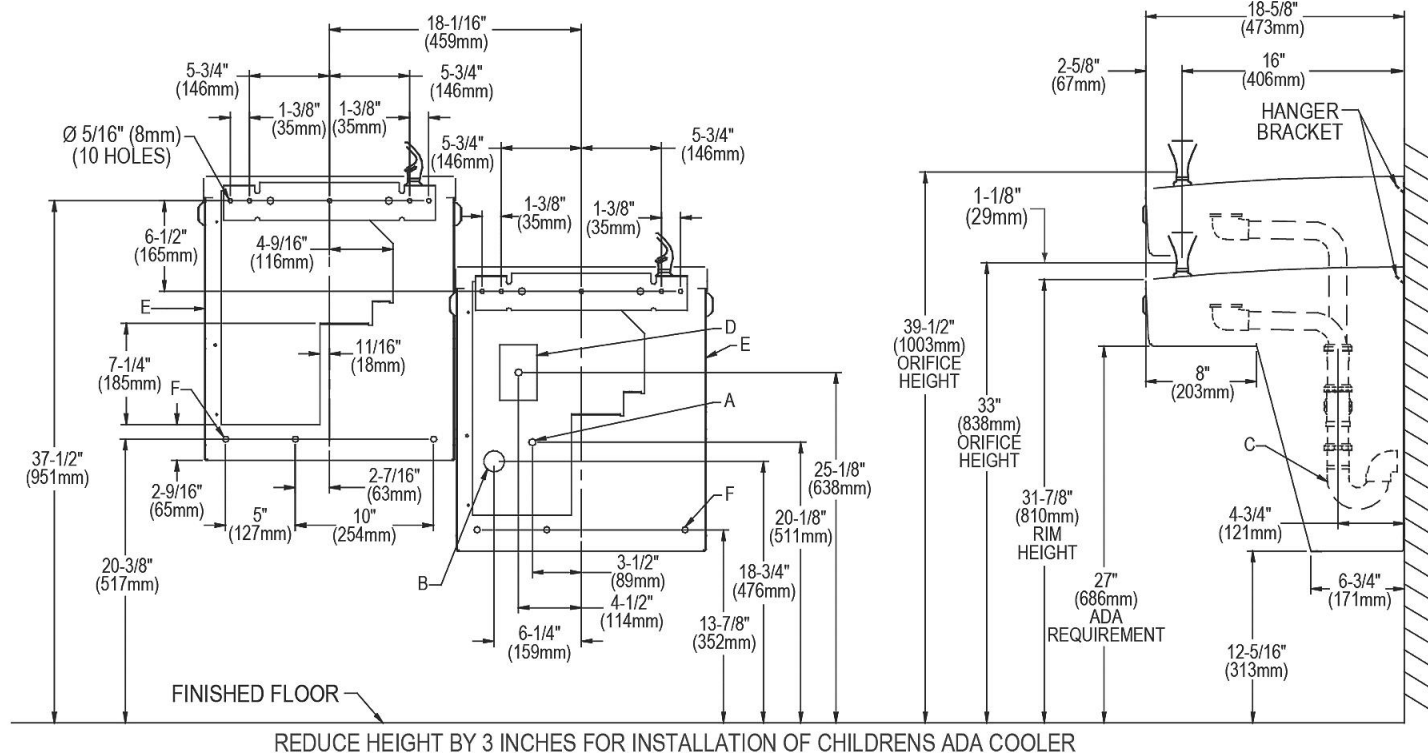 18-1/16"
(459mm)
5-3/4"
(146mm)
5-3/4"
(146mm)
1-3/8"
(35mm)
1-3/8"
(35mm)
Ø 5/16" (8mm)
(10 HOLES)
5-3/4"
(146mm)
5-3/4"
(146mm)
1-3/8"
(35mm)
1-3/8"
(35mm)
6-1/2"
(165mm)
4-9/16"
(116mm)
E
11/16"
(18mm)
7-1/4"
(185mm)
F
D
E
A
37-1/2"
(951mm)
2-9/16"
(65mm)
2-7/16"
(63mm)
5"
(127mm)
10"
(254mm)
20-3/8"
(517mm)
B
F
25-1/8"
(638mm)
20-1/8"
(511mm)
18-3/4"
(476mm)
13-7/8"
(352mm)
3-1/2"
(89mm)
4-1/2"
(114mm)
6-1/4"
(159mm)
FINISHED FLOOR
18-5/8"
(473mm)
2-5/8"
(67mm)
16"
(406mm)
HANGER
BRACKET
1-1/8"
(29mm)
39-1/2"
(1003mm)
ORIFICE
HEIGHT
33"
(838mm)
ORIFICE
HEIGHT
8"
(203mm)
C
31-7/8"
(810mm)
RIM
HEIGHT
4-3/4"
(121mm)
27"
(686mm)
ADA
REQUIREMENT
6-3/4"
(171mm)
12-5/16"
(313mm)
REDUCE HEIGHT BY 3 INCHES FOR INSTALLATION OF CHILDRENS ADA COOLER